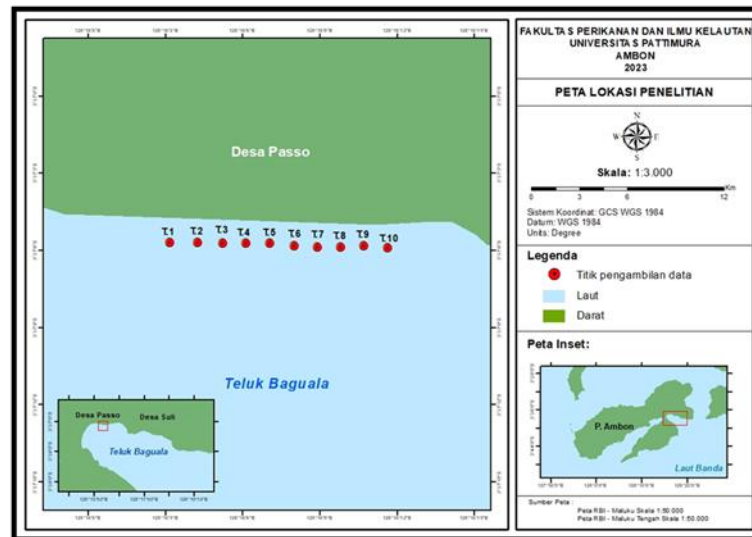 Desa Passo
T.1 T.2 T.3 T.4 T.5 T.6 T.7 T.8 T.9 T.10
Teluk Baguala
Desa Passo
Desa Suli
Teluk Baguala
FAKULTAS PERIKANAN DAN ILMU KELAUTAN
UNIVERSITAS PATTIMURA
AMBON
2023
PETA LOKASI PENELITIAN
N
W E
S
Skala: 1:3.000
Km
0 3 6 12
Sistem Koordinat: GCS WGS 1984
Datum: WGS 1984
Units: Degree
Legenda
Titik pengambilan data
Laut
Darat
Peta Inset:
P. Ambon
Laut Banda
Sumber Peta :
Peta RBI - Maluku Skala 1:50.000
Peta RBI - Maluku Tengah Skala 1:50.000